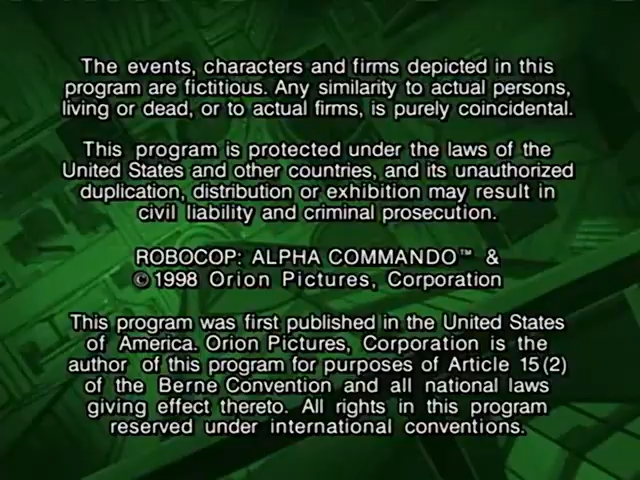 The events, characters and firms depicted in this
program are fictitious. Any similarity to actual persons,
living or dead, or to actual firms, is purely coincidental.
This program is protected under the laws of the
United States and other countries, and its unauthorized
duplication, distribution or exhibition may result in
civil liability and criminal prosecution.
ROBOCOP: ALPHA COMMANDO™ &
©1998 Orion Pictures, Corporation
This program was first published in the United States
of America. Orion Pictures, Corporation is the
author of this program for purposes of Article 15(2)
of the Berne Convention and all national laws
giving effect thereto. All rights in this program
reserved under international conventions.